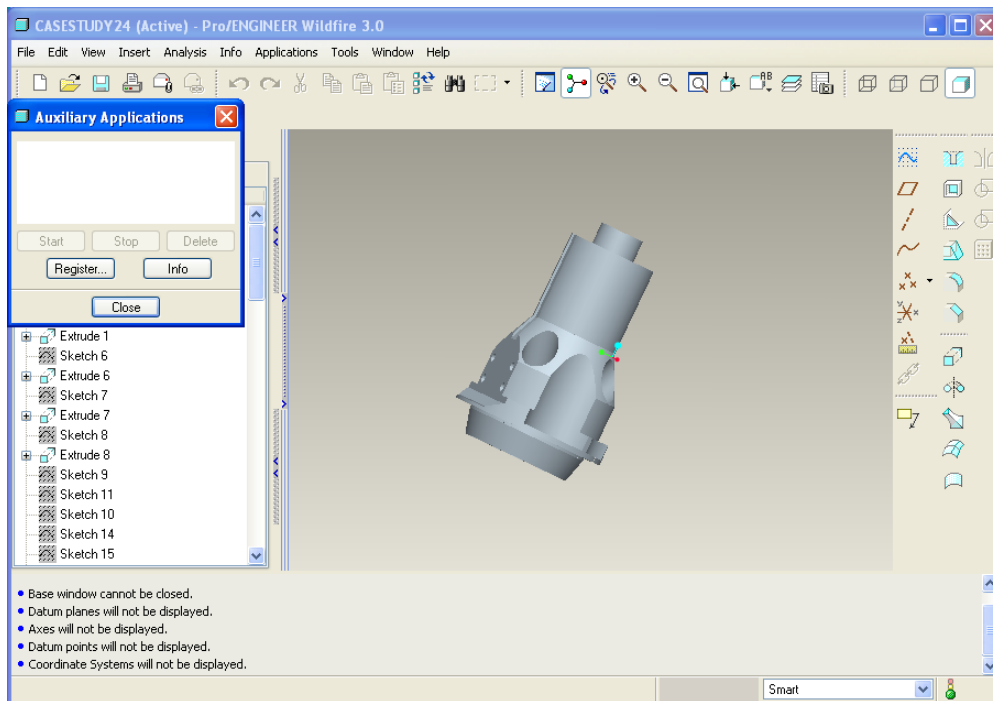 CASESTUDY24 (Active) - Pro/ENGINEER Wildfire 3.0
File Edit View Insert Analysis Info Applications Tools Window Help
Auxiliary Applications
Start Stop Delete
Register... Info
Close
Extrude 1
Sketch 6
Extrude 6
Sketch 7
Extrude 7
Sketch 8
Extrude 8
Sketch 9
Sketch 11
Sketch 10
Sketch 14
Sketch 15
• Base window cannot be closed.
• Datum planes will not be displayed.
• Axes will not be displayed.
• Datum points will not be displayed.
• Coordinate Systems will not be displayed.
Smart